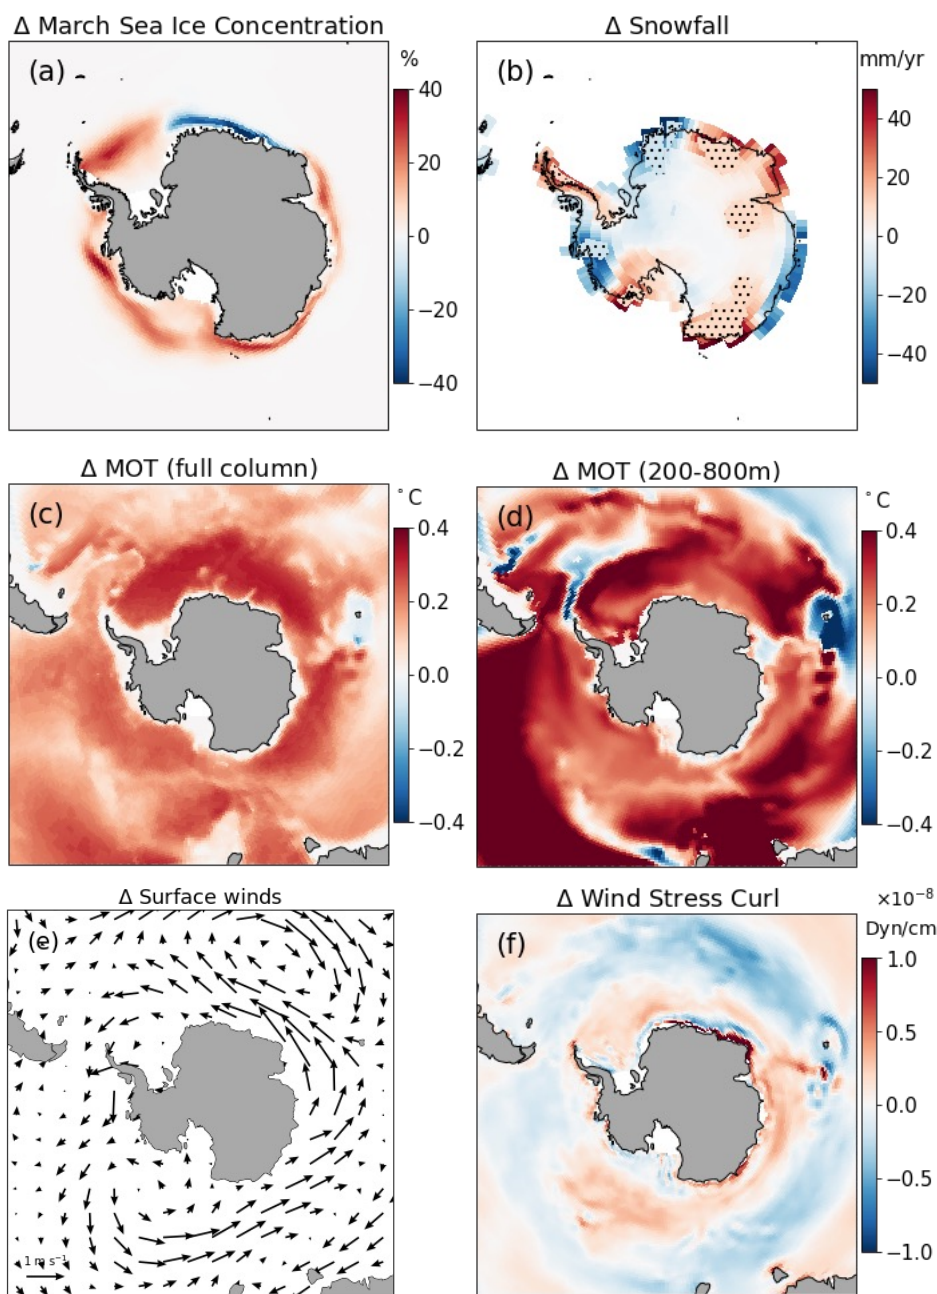 Δ March Sea Ice Concentration
Δ Snowfall
(a)
%
40
20
0
−20
−40
(b)
mm/yr
40
20
0
−20
−40
Δ MOT (full column)
Δ MOT (200-800m)
(c)
°C
0.4
0.2
0.0
−0.2
−0.4
(d)
°C
0.4
0.2
0.0
−0.2
−0.4
Δ Surface winds
Δ Wind Stress Curl
(e)
1 m s⁻¹
(f)
×10⁻⁸
Dyn/cm
1.0
0.5
0.0
−0.5
−1.0